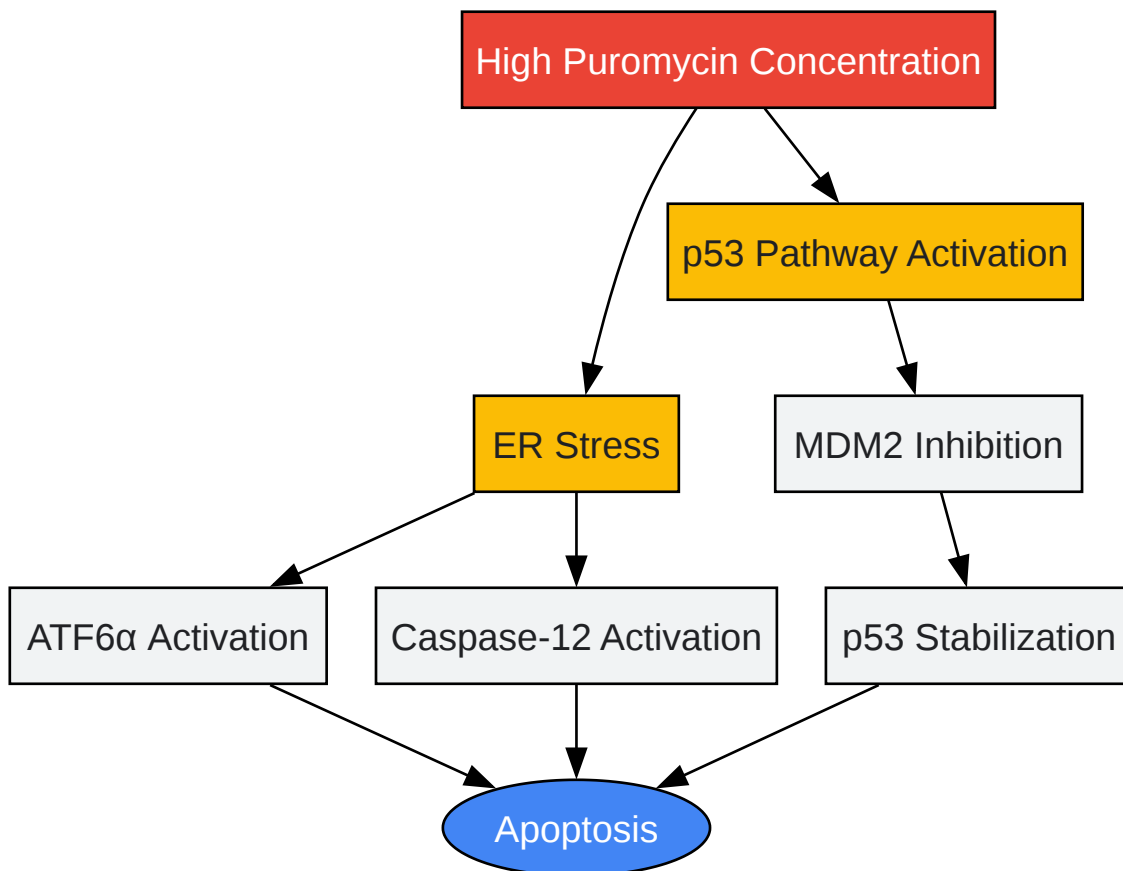 High Puromycin Concentration
p53 Pathway Activation
ER Stress
MDM2 Inhibition
ATF6α Activation
Caspase-12 Activation
p53 Stabilization
Apoptosis